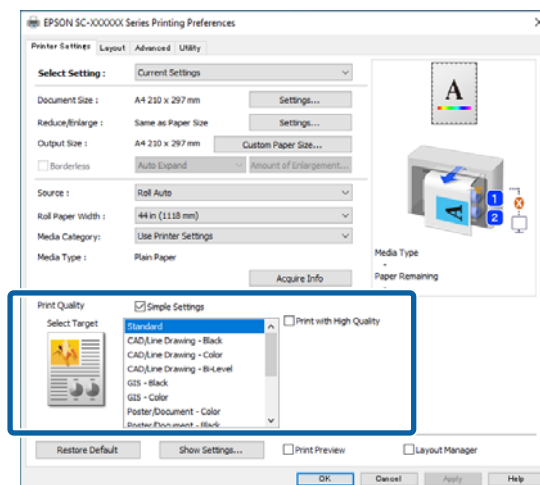 EPSON SC-XXXXXX Series Printing Preferences
Printer Settings Layout Advanced Utility
Select Setting : Current Settings
Document Size : A4 210 x 297 mm Settings...
Reduce/Enlarge : Same as Paper Size Settings...
Output Size : A4 210 x 297 mm Custom Paper Size...
Borderless Auto Expand Amount of Enlargement...
Source : Roll Auto
Roll Paper Width : 44 in (1118 mm)
Media Category: Use Printer Settings
Media Type : Plain Paper
Acquire Info
A
A
1
2
Media Type
-
Paper Remaining
-
Print Quality Simple Settings
Select Target
Standard
CAD/Line Drawing - Black
CAD/Line Drawing - Color
CAD/Line Drawing - Bi-Level
GIS - Black
GIS - Color
Poster/Document - Color
Poster/Document - Black
Print with High Quality
Restore Default Show Settings... Print Preview Layout Manager
OK Cancel Apply Help